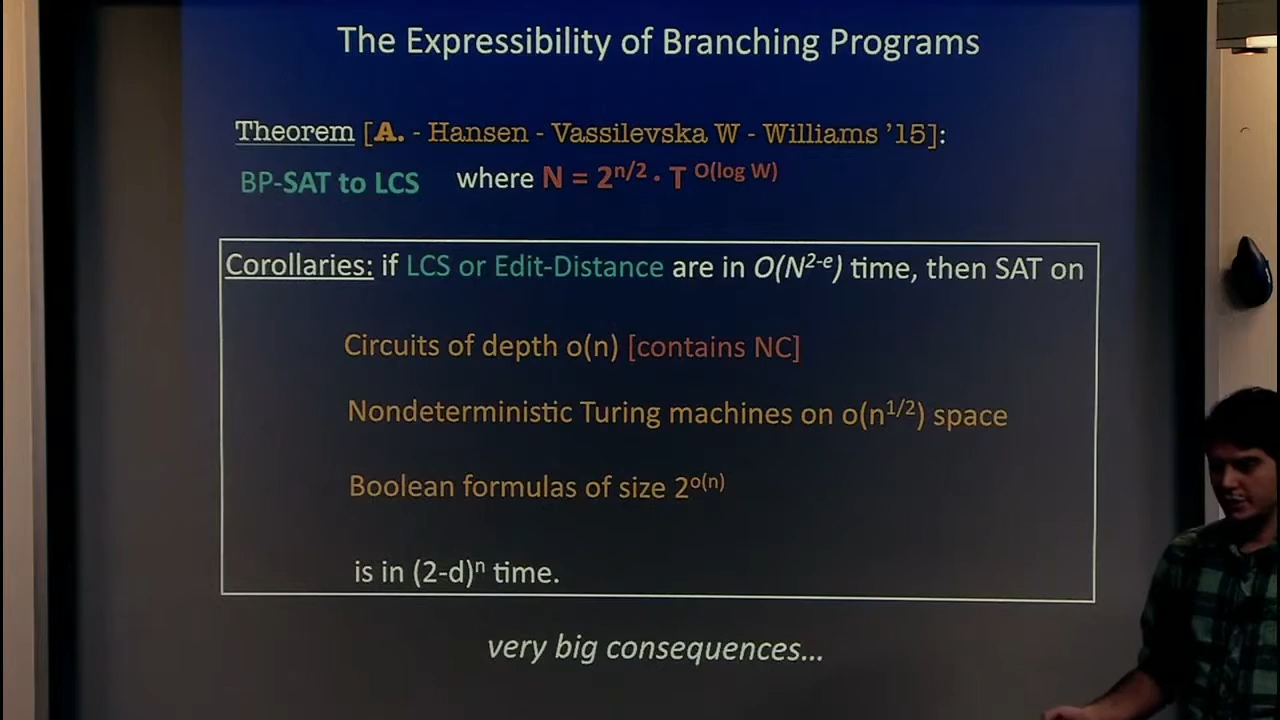 The Expressibility of Branching Programs
Theorem [A. - Hansen - Vassilevska W - Williams ’15]:
BP-SAT to LCS where N = 2^{n/2} · T^{O(log W)}
Corollaries: if LCS or Edit-Distance are in O(N^{2-e}) time, then SAT on
Circuits of depth o(n) [contains NC]
Nondeterministic Turing machines on o(n^{1/2}) space
Boolean formulas of size 2^{o(n)}
is in (2-d)^n time.
very big consequences...